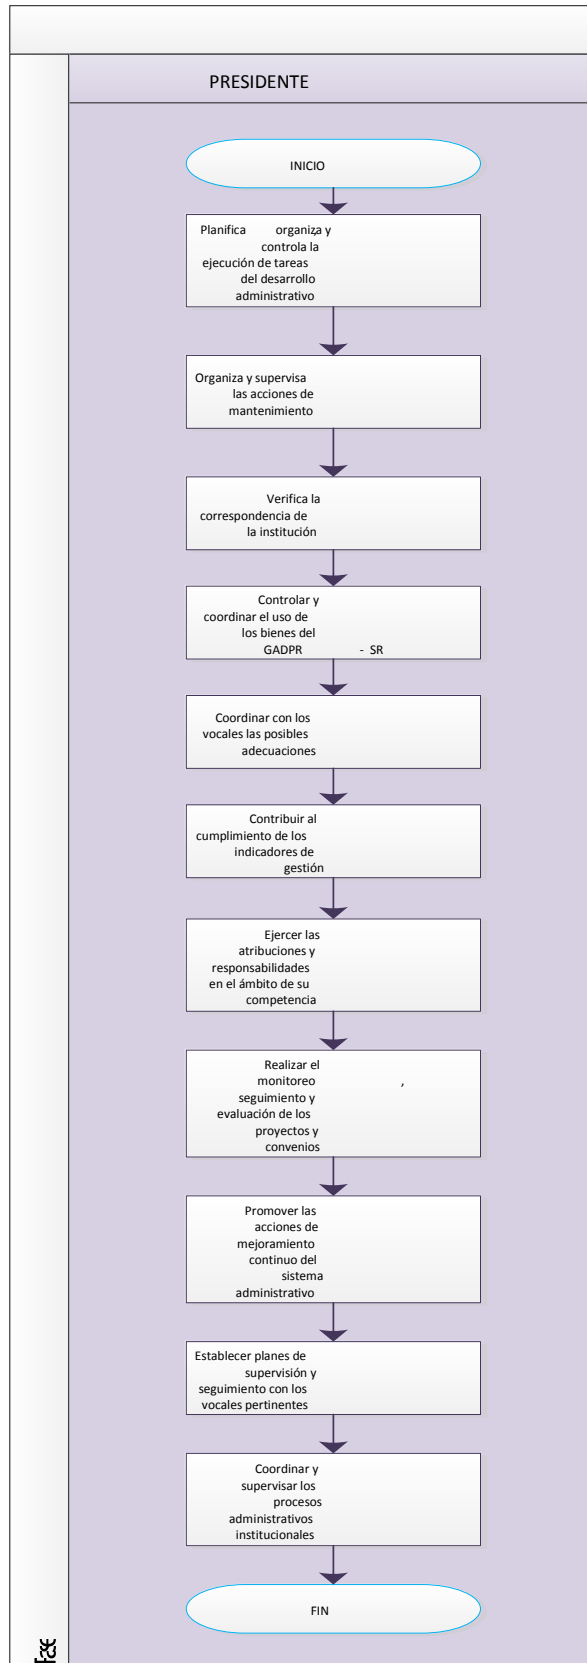 PRESIDENTE
INICIO
Planifica organiza y
controla la
ejecución de tareas
del desarrollo
administrativo
Organiza y supervisa
las acciones de
mantenimiento
Verifica la
correspondencia de
la institución
Controlar y
coordinar el uso de
los bienes del
GADPR - SR
Coordinar con los
vocales las posibles
adecuaciones
Contribuir al
cumplimiento de los
indicadores de
gestión
Ejercer las
atribuciones y
responsabilidades
en el ámbito de su
competencia
Realizar el
monitoreo ,
seguimiento y
evaluación de los
proyectos y
convenios
Promover las
acciones de
mejoramiento
continuo del
sistema
administrativo
Establecer planes de
supervisión y
seguimiento con los
vocales pertinentes
Coordinar y
supervisar los
procesos
administrativos
institucionales
FIN
Fase